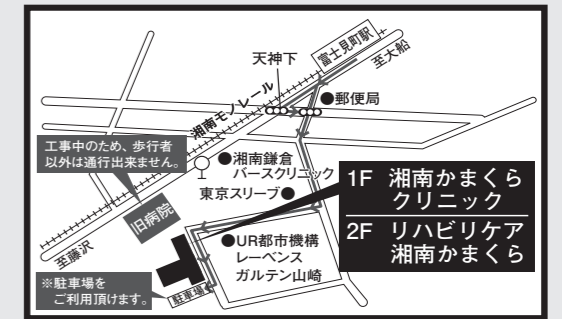 富士見町駅
至大船
天神下
●郵便局
湘南モノレール
工事中のため、歩行者
以外は通行出来ません。
●湘南鎌倉
バースクリニック
東京スリーブ●
1F 湘南かまくら
クリニック
2F リハビリケア
湘南かまくら
旧病院
至藤沢
●UR都市機構
レーベンス
ガルテン山崎
※駐車場を
ご利用頂けます。
駐車場